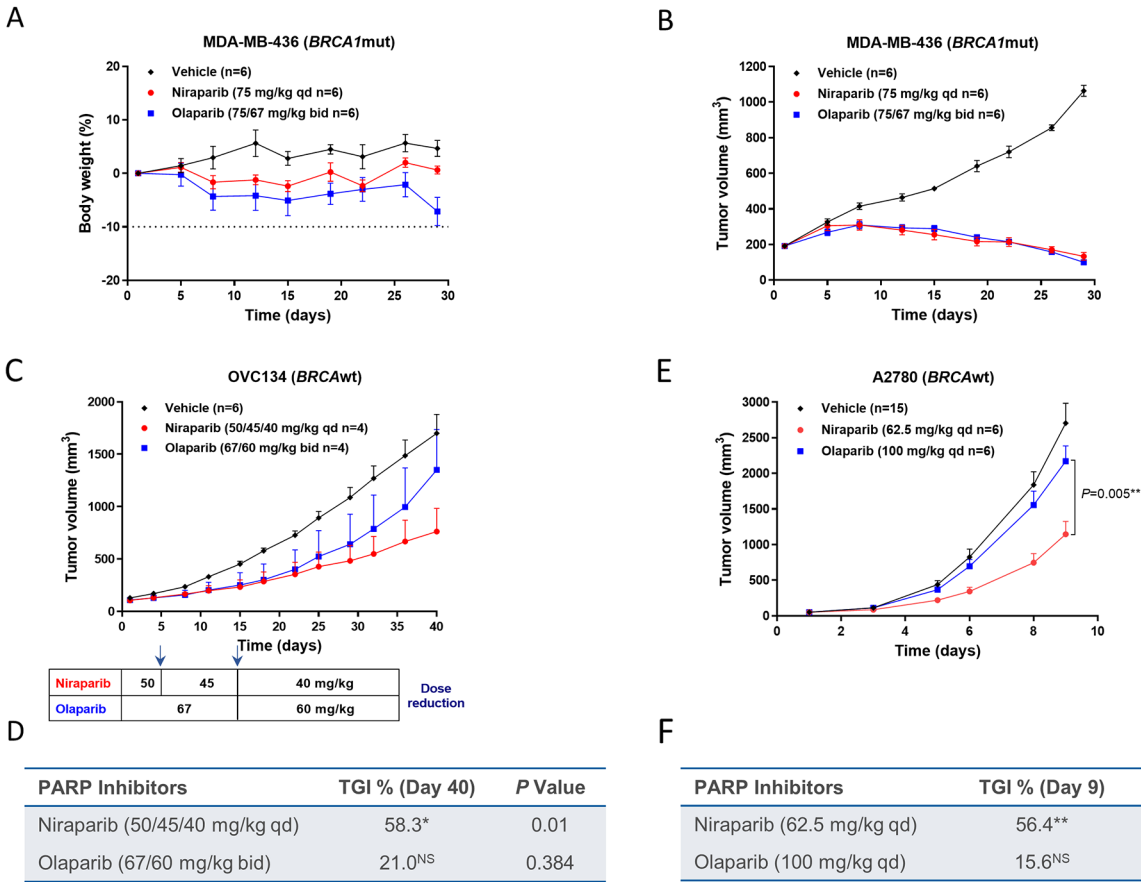 A
MDA-MB-436 (BRCA1mut)
Vehicle (n=6)
Niraparib (75 mg/kg qd n=6)
Olaparib (75/67 mg/kg bid n=6)
Body weight (%)
20
10
0
-10
-20
0 5 10 15 20 25 30
Time (days)
B
MDA-MB-436 (BRCA1mut)
Vehicle (n=6)
Niraparib (75 mg/kg qd n=6)
Olaparib (75/67 mg/kg bid n=6)
Tumor volume (mm³)
1200
1000
800
600
400
200
0
0 5 10 15 20 25 30
Time (days)
C
OVC134 (BRCAwt)
Vehicle (n=6)
Niraparib (50/45/40 mg/kg qd n=4)
Olaparib (67/60 mg/kg bid n=4)
Tumor volume (mm³)
2000
1500
1000
500
0
0 5 10 15 20 25 30 35 40
Time (days)
Niraparib 50 45 40 mg/kg
Olaparib 67 60 mg/kg
Dose
reduction
E
A2780 (BRCAwt)
Vehicle (n=15)
Niraparib (62.5 mg/kg qd n=6)
Olaparib (100 mg/kg qd n=6)
Tumor volume (mm³)
3000
2500
2000
1500
1000
500
0
0 2 4 6 8 10
Time (days)
P=0.005**
D
PARP Inhibitors TGI % (Day 40) P Value
Niraparib (50/45/40 mg/kg qd) 58.3* 0.01
Olaparib (67/60 mg/kg bid) 21.0NS 0.384
F
PARP Inhibitors TGI % (Day 9)
Niraparib (62.5 mg/kg qd) 56.4**
Olaparib (100 mg/kg qd) 15.6NS